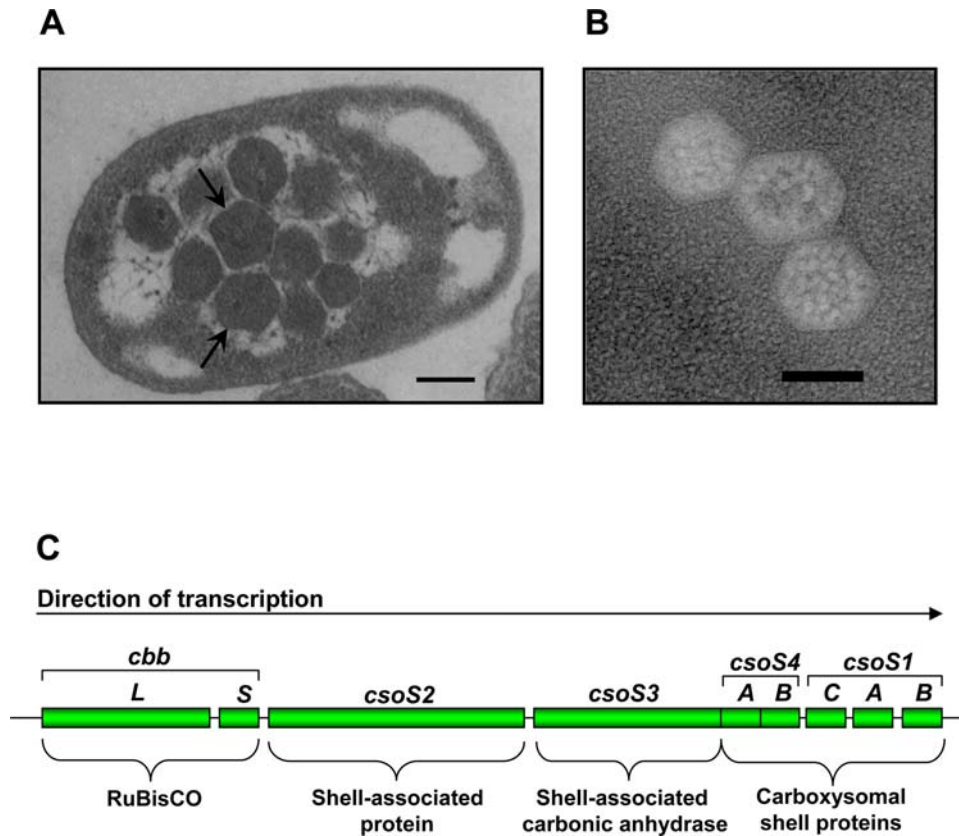 A
B
C
Direction of transcription
cbb
csoS4
csoS1
L
S
csoS2
csoS3
A
B
C
A
B
RuBisCO
Shell-associated
protein
Shell-associated
carbonic anhydrase
Carboxysomal
shell proteins